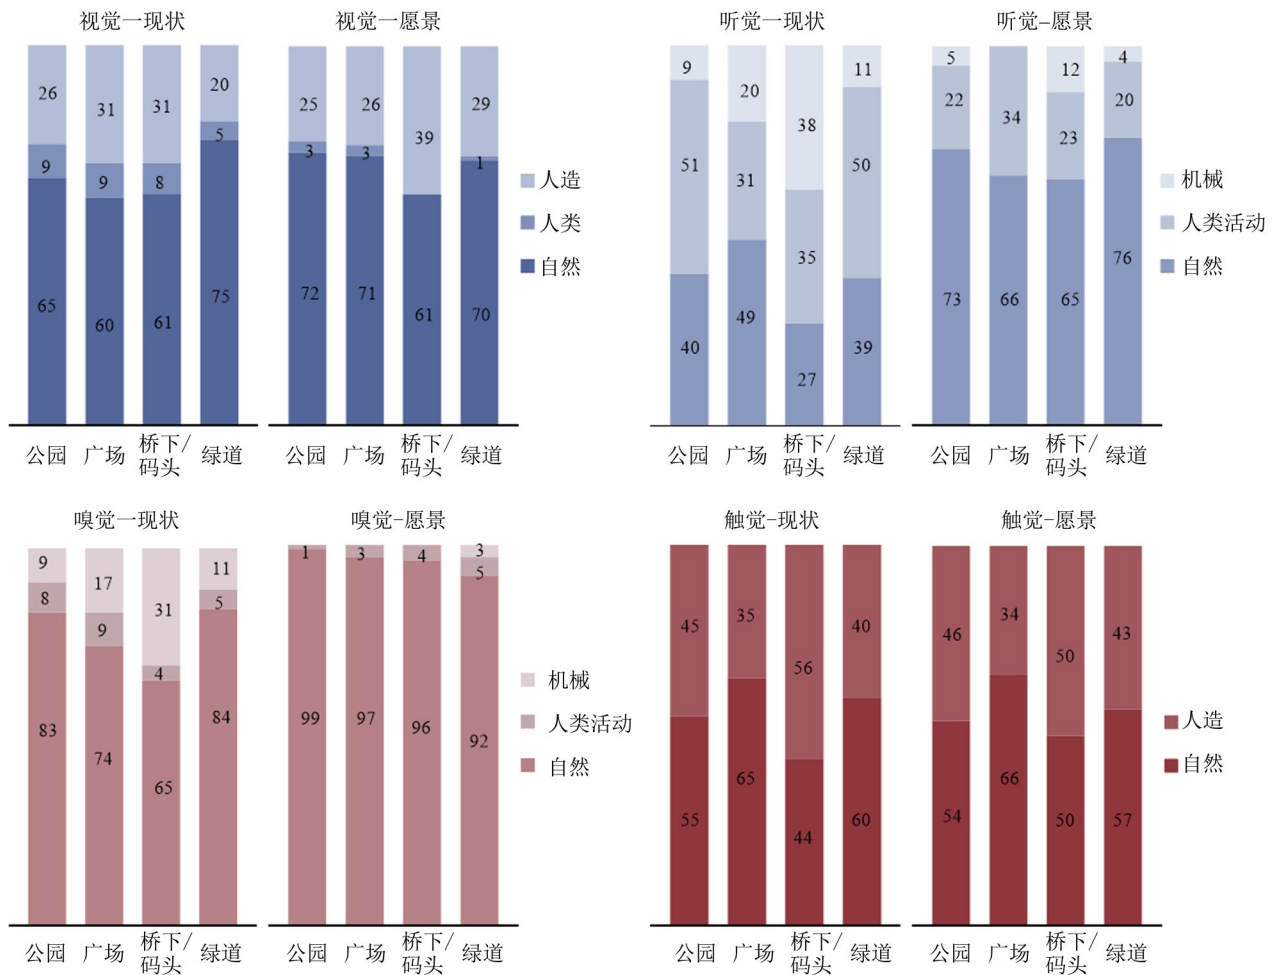 视觉一现状
26
31
31
20
9
9
8
5
65
60
61
75
公园
广场
桥下/
码头
绿道
视觉一愿景
25
26
39
29
3
3
1
72
71
61
70
公园
广场
桥下/
码头
绿道
人造
人类
自然
听觉一现状
9
20
38
11
51
31
35
50
40
49
27
39
公园
广场
桥下/
码头
绿道
听觉-愿景
5
12
4
22
34
23
20
73
66
65
76
公园
广场
桥下/
码头
绿道
机械
人类活动
自然
嗅觉一现状
9
17
31
11
8
9
4
5
83
74
65
84
公园
广场
桥下/
码头
绿道
嗅觉-愿景
3
1
3
4
5
99
97
96
92
公园
广场
桥下/
码头
绿道
机械
人类活动
自然
触觉-现状
45
35
56
40
55
65
44
60
公园
广场
桥下/
码头
绿道
触觉-愿景
46
34
50
43
54
66
50
57
公园
广场
桥下/
码头
绿道
人造
自然